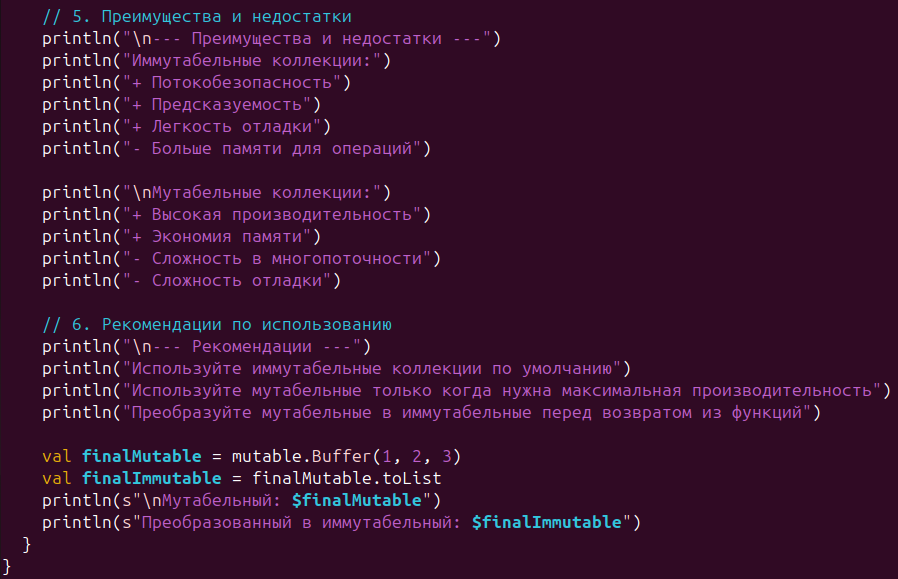 // 5. Преимущества и недостатки
println("\n--- Преимущества и недостатки ---")
println("Иммутабельные коллекции:")
println("+ Потокобезопасность")
println("+ Предсказуемость")
println("+ Легкость отладки")
println("- Больше памяти для операций")
println("\nМутабельные коллекции:")
println("+ Высокая производительность")
println("+ Экономия памяти")
println("- Сложность в многопоточности")
println("- Сложность отладки")
// 6. Рекомендации по использованию
println("\n--- Рекомендации ---")
println("Используйте иммутабельные коллекции по умолчанию")
println("Используйте мутабельные только когда нужна максимальная производительность")
println("Преобразуйте мутабельные в иммутабельные перед возвратом из функций")
val finalMutable = mutable.Buffer(1, 2, 3)
val finalImmutable = finalMutable.toList
println(s"\nМутабельный: $finalMutable")
println(s"Преобразованный в иммутабельный: $finalImmutable")
}
}